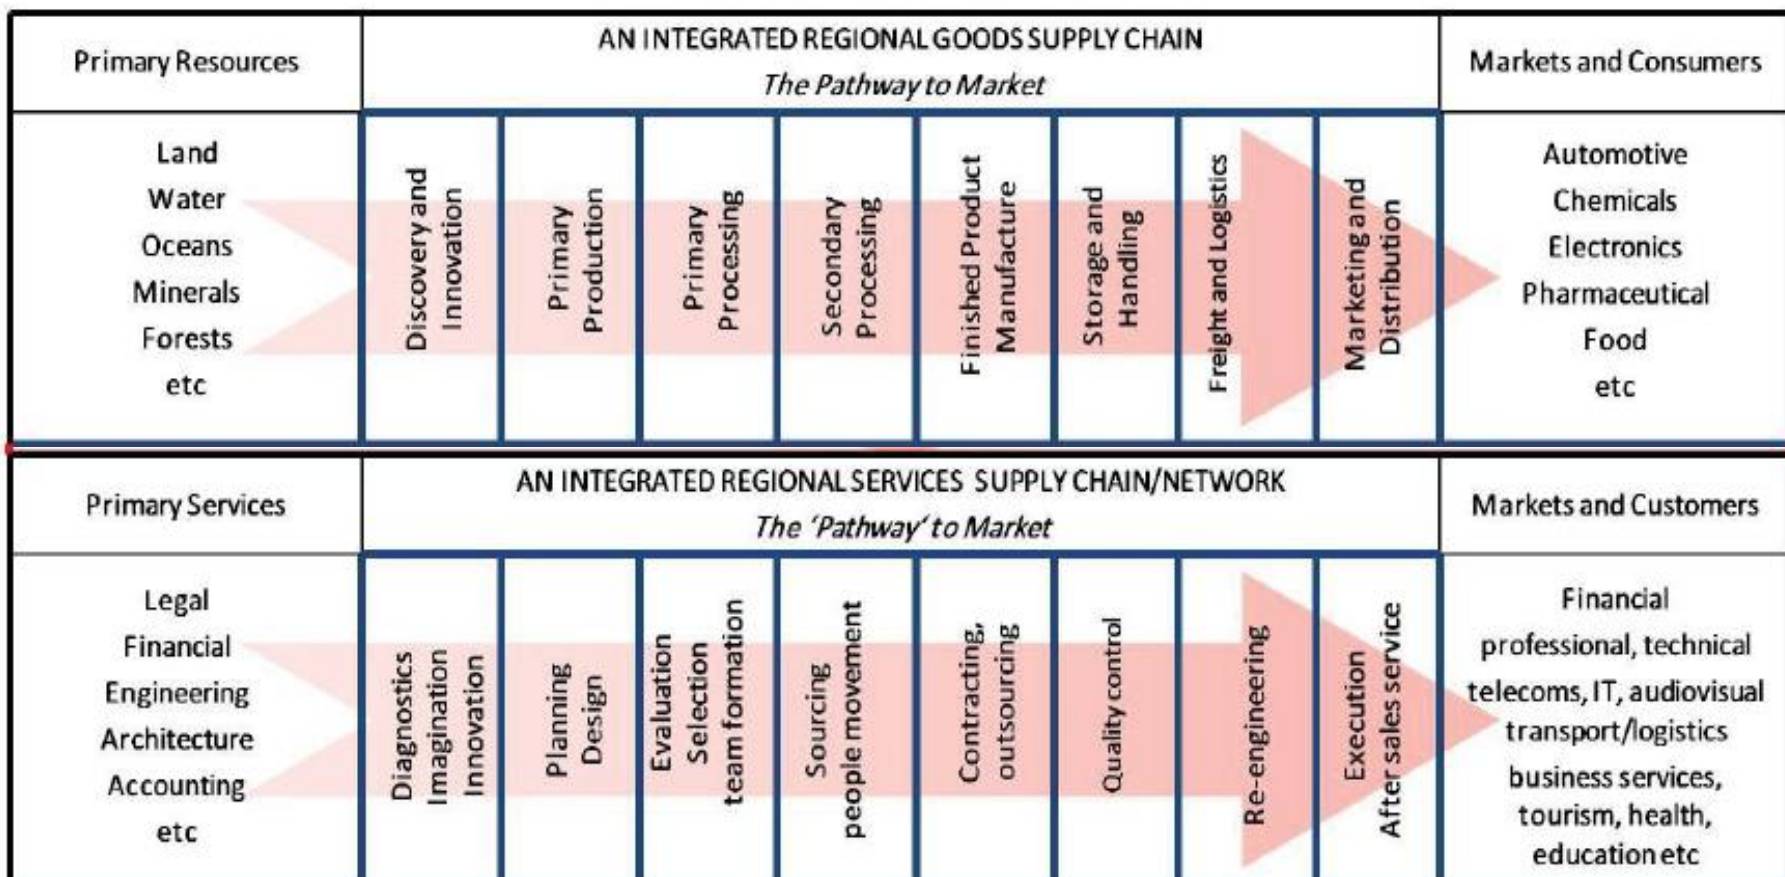 Primary Resources
AN INTEGRATED REGIONAL GOODS SUPPLY CHAIN
The Pathway to Market
Markets and Consumers
Land
Water
Oceans
Minerals
Forests
etc
Discovery and
Innovation
Primary
Production
Primary
Processing
Secondary
Processing
Finished Product
Manufacture
Storage and
Handling
Freight and Logistics
Marketing and
Distribution
Automotive
Chemicals
Electronics
Pharmaceutical
Food
etc
Primary Services
AN INTEGRATED REGIONAL SERVICES SUPPLY CHAIN/NETWORK
The ‘Pathway’ to Market
Markets and Customers
Legal
Financial
Engineering
Architecture
Accounting
etc
Diagnostics
Imagination
Innovation
Planning
Design
Evaluation
Selection
team formation
Sourcing
people movement
Contracting,
outsourcing
Quality control
Re-engineering
Execution
After sales service
Financial
professional, technical
telecoms, IT, audiovisual
transport/logistics
business services,
tourism, health,
education etc